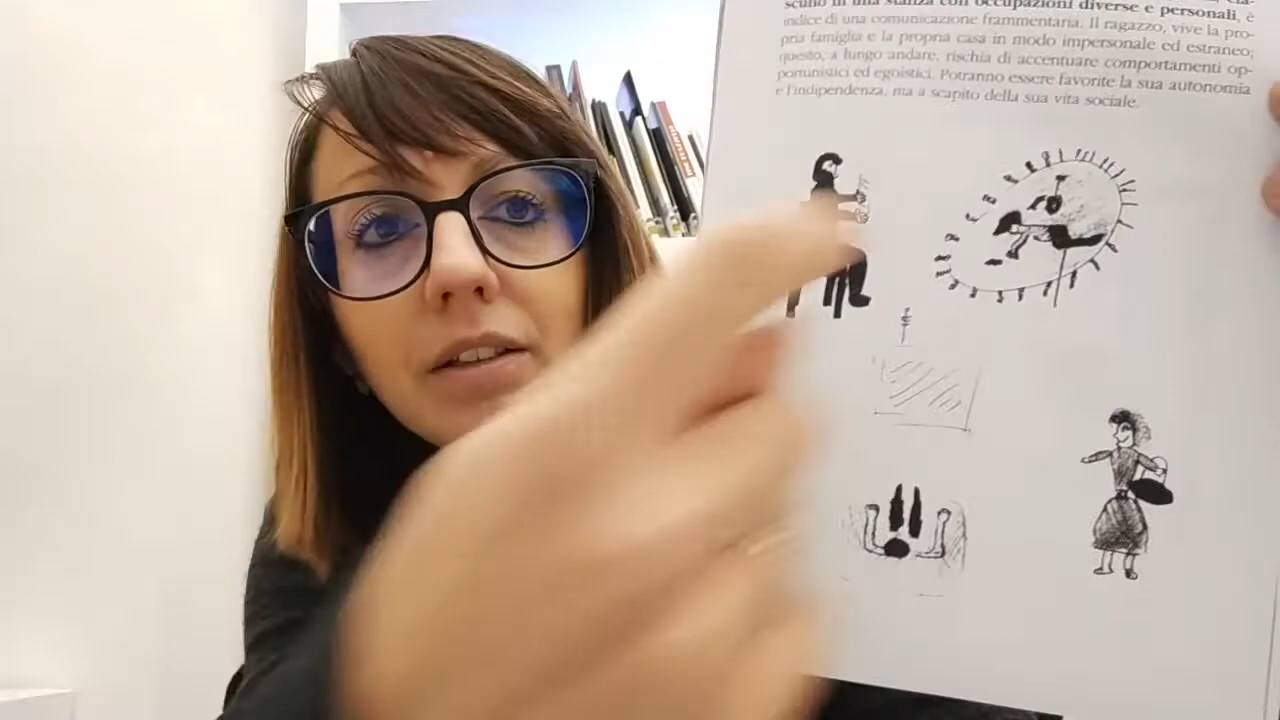 scuno in una stanza con occupazioni diverse e personali, è
indice di una comunicazione frammentaria. Il ragazzo, vive la pro-
pria famiglia e la propria casa in modo impersonale ed estraneo;
questo, a lungo andare, rischia di accentuare comportamenti op-
portunistici ed egoistici. Potranno essere favorite la sua autonomia
e l'indipendenza, ma a scapito della sua vita sociale.